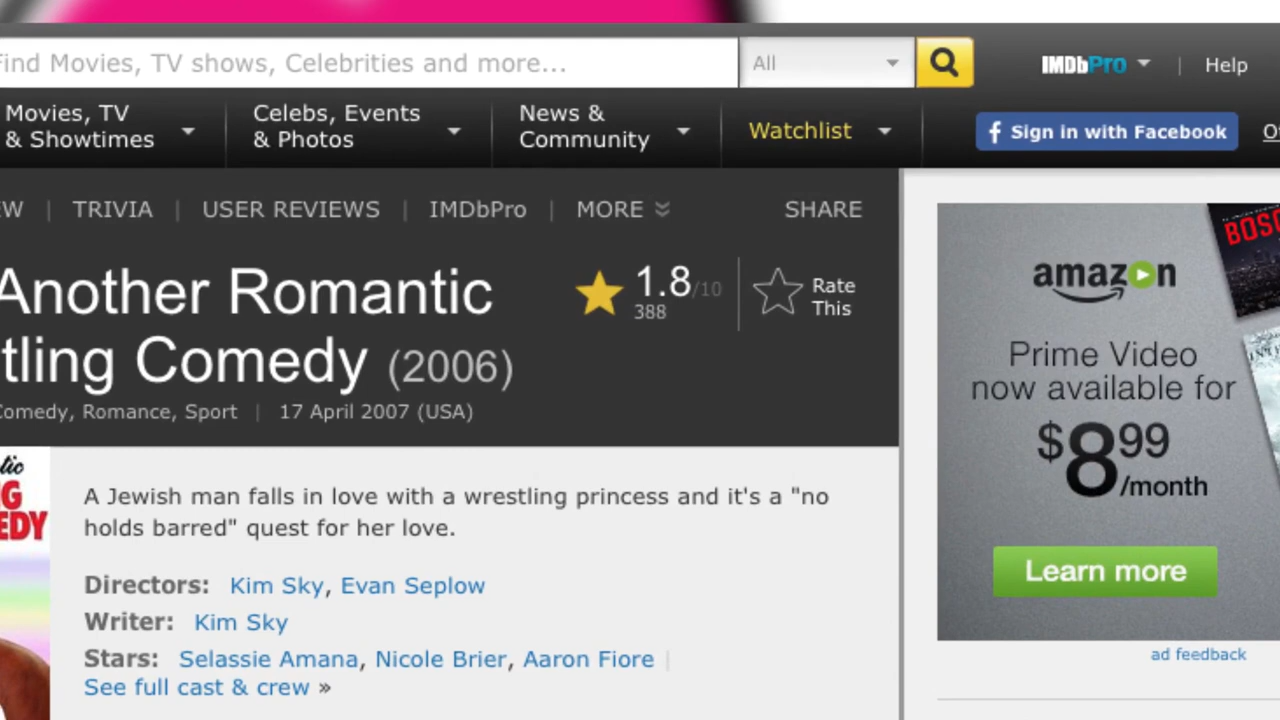 Find Movies, TV shows, Celebrities and more...
All
IMDbPro
Help
Movies, TV
& Showtimes
Celebs, Events
& Photos
News &
Community
Watchlist
f Sign in with Facebook
TRIVIA
USER REVIEWS
IMDbPro
MORE
SHARE
Another Romantic
tling Comedy (2006)
1.8/10
388
Rate
This
Comedy, Romance, Sport | 17 April 2007 (USA)
tic
G
EDY
A Jewish man falls in love with a wrestling princess and it's a "no
holds barred" quest for her love.
Directors: Kim Sky, Evan Seplow
Writer: Kim Sky
Stars: Selassie Amana, Nicole Brier, Aaron Fiore |
See full cast & crew »
BOSC
amazon
Prime Video
now available for
$8.99
/month
Learn more
ad feedback